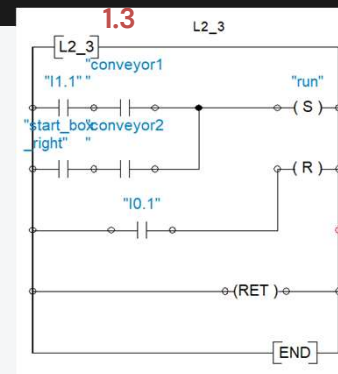 1.3
L2_3
L2_3
"conveyor1
"I1.1" "
"run"
( S )
"start_box
"conveyor2
_right" "
( R )
"I0.1"
(RET )
END